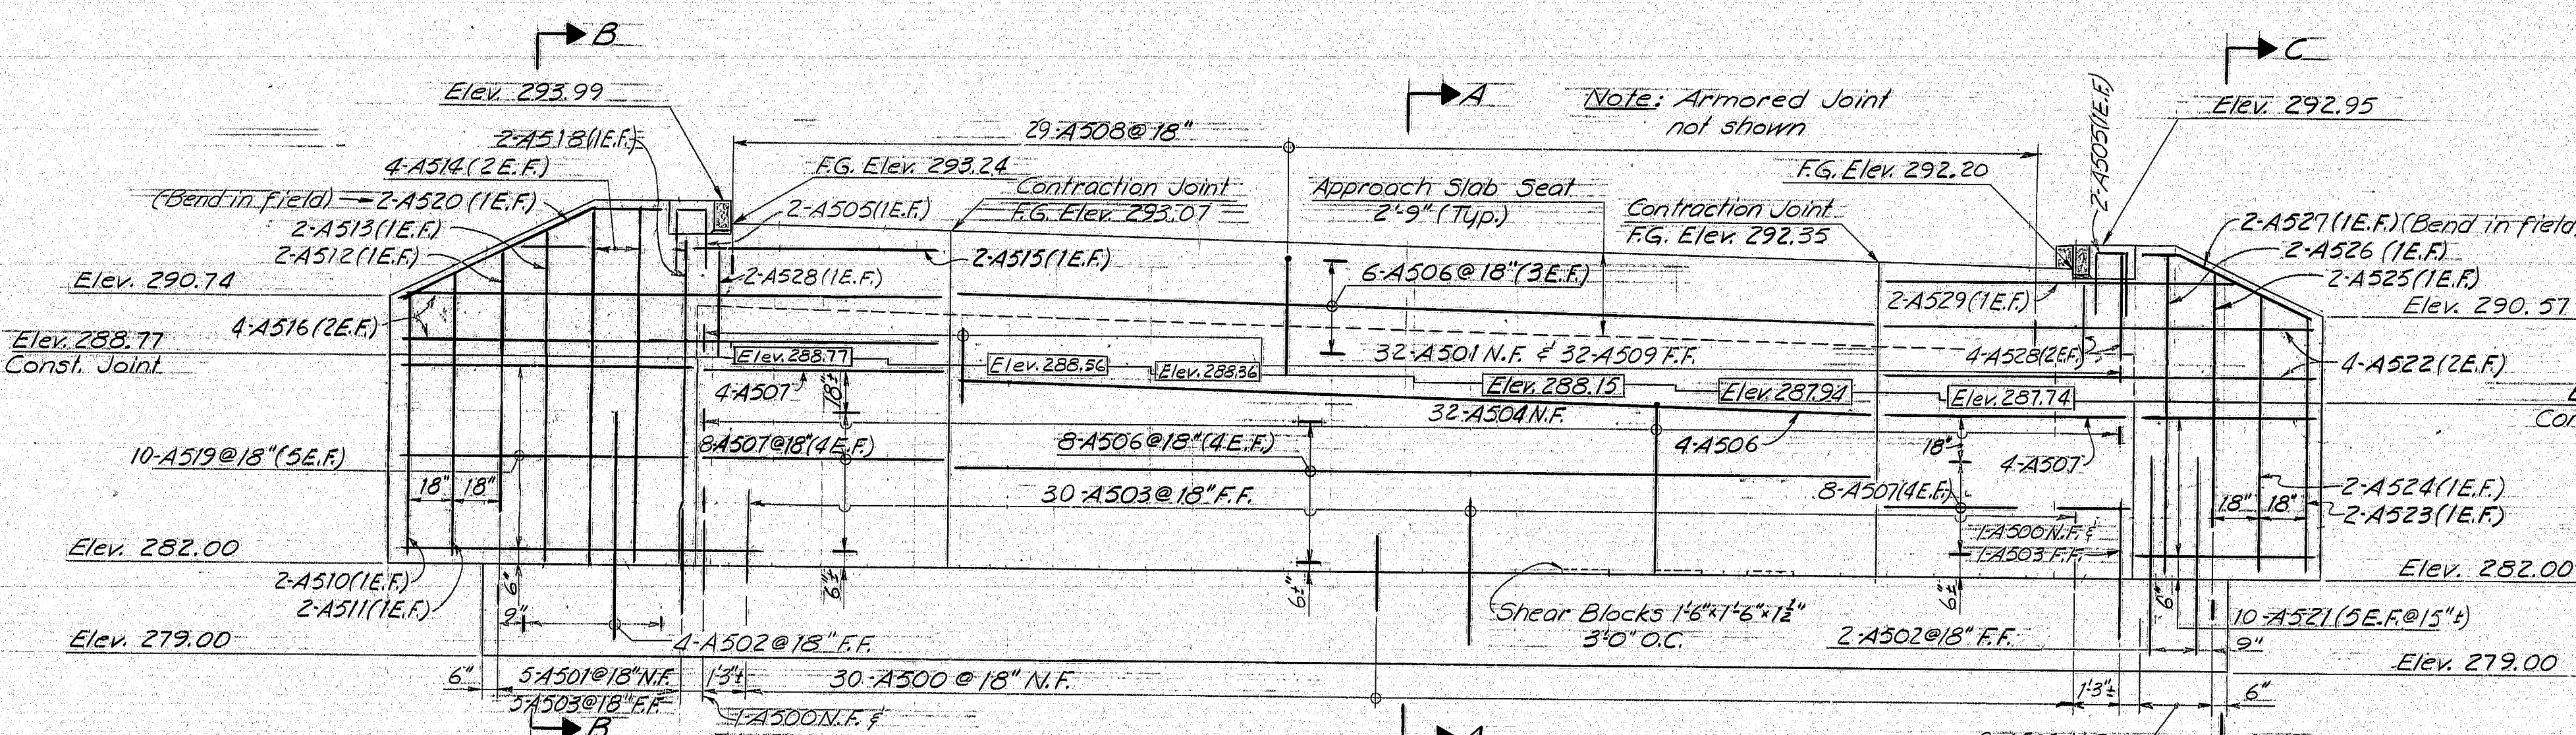 B
C
Elev. 293.99
A
Note: Armored Joint
not shown
2-A505(1E.F.)
Elev. 292.95
29-A508@18"
2-A518(1E.F.)
4-A514(2E.F.)
F.G. Elev. 293.24
F.G. Elev. 292.20
(Bend in field)
2-A520(1E.F.)
2-A505(1E.F.)
Contraction Joint
F.G. Elev. 293.07
Approach Slab Seat
2'-9" (Typ.)
Contraction Joint
F.G. Elev. 292.35
2-A527(1E.F.)(Bend in field
2-A513(1E.F.)
2-A526 (1E.F.)
2-A512(1E.F.)
2-A515(1E.F.)
2-A525(1E.F.)
Elev. 290.74
2-A528(1E.F.)
6-A506@18"(3E.F.)
2-A529(1E.F.)
Elev. 290.57
4-A516(2E.F.)
Elev. 288.77
Const. Joint
Elev. 288.77
Elev. 288.56
Elev. 288.36
32-A501 N.F. & 32-A509 F.F.
4-A528(2E.F.)
4-A522(2E.F.)
4-A507
18"±
Elev. 288.15
Elev. 287.94
Elev. 287.74
32-A504 N.F.
Con
10-A519@18"(5E.F.)
8-A507@18"(4E.F.)
8-A506@18"(4E.F.)
4-A506
18"
4-A507
18"
18"
30-A503@18"F.F.
8-A507(4E.F.)
18"
18"
2-A524(1E.F.)
2-A523(1E.F.)
1-A500 N.F. &
1-A503 F.F.
Elev. 282.00
Elev. 282.00
2-A510(1E.F.)
2-A511(1E.F.)
6"
6"±
6"±
6"±
6"
9"
Shear Blocks 1'-6"x1'-6"x1½"
3'-0" O.C.
10-A521(5E.F.@15"±)
Elev. 279.00
4-A502@18"F.F.
2-A502@18"F.F.
9"
Elev. 279.00
6"
5-A501@18"N.F.
5-A503@18"F.F.
1'-3"±
30-A500@18"N.F.
1'-3"±
6"
1-A500 N.F. &
B
A